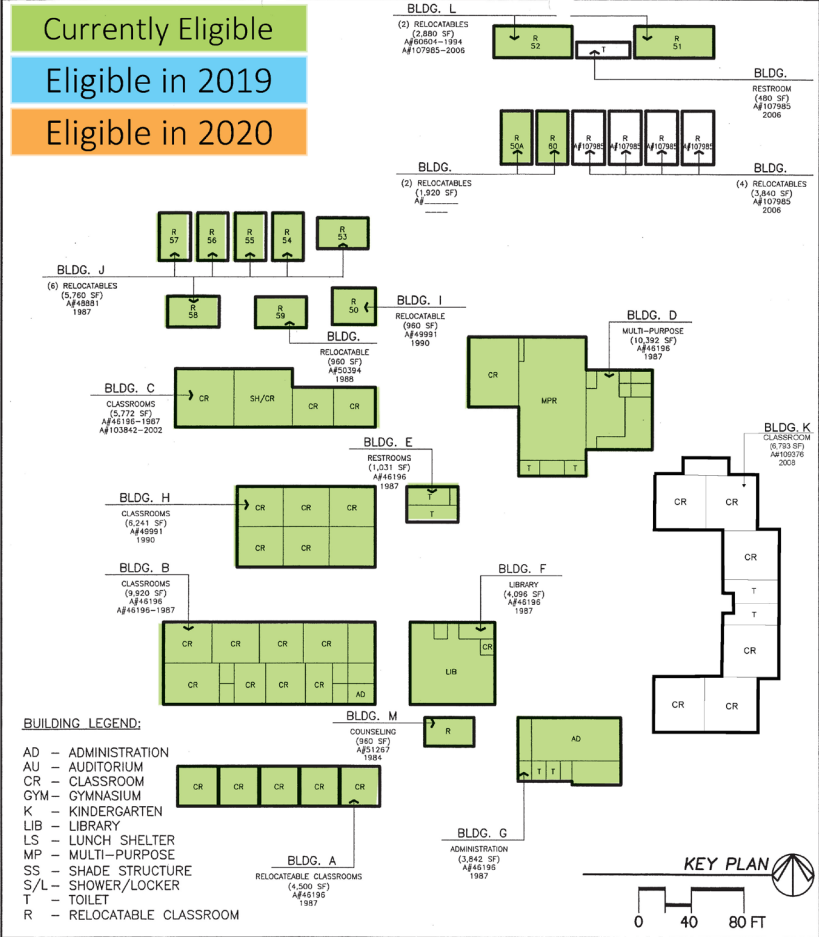 Currently Eligible
Eligible in 2019
Eligible in 2020
BLDG. L
(2) RELOCATABLES
(2,880 SF)
A#60604-1994
A#107985-2006
R
52
T
R
51
BLDG.
RESTROOM
(480 SF)
A#107985
2006
R
50A
R
60
R
A#107985
R
A#107985
R
A#107985
R
A#107985
BLDG.
(2) RELOCATABLES
(1,920 SF)
A#
BLDG.
(4) RELOCATABLES
(3,840 SF)
A#107985
2006
R
57
R
56
R
55
R
54
R
53
BLDG. J
(6) RELOCATABLES
(5,760 SF)
A#48881
1987
R
58
R
59
R
50
BLDG. I
RELOCATABLE
(960 SF)
A#49991
1990
BLDG.
RELOCATABLE
(960 SF)
A#50394
1988
BLDG. D
MULTI-PURPOSE
(10,392 SF)
A#46196
1987
CR
MPR
T
T
BLDG. C
CLASSROOMS
(5,772 SF)
A#46196-1987
A#103842-2002
CR
SH/CR
CR
CR
BLDG. K
CLASSROOM
(6,793 SF)
A#109376
2008
CR
CR
CR
T
T
CR
CR
CR
BLDG. E
RESTROOMS
(1,031 SF)
A#46196
1987
T
T
BLDG. H
CLASSROOMS
(6,241 SF)
A#49991
1990
CR
CR
CR
CR
CR
BLDG. B
CLASSROOMS
(9,920 SF)
A#46196
A#46196-1987
CR
CR
CR
CR
CR
CR
CR
CR
AD
BLDG. F
LIBRARY
(4,096 SF)
A#46196
1987
CR
LIB
BLDG. M
COUNSELING
(960 SF)
A#51267
1984
R
AD
T
T
BLDG. G
ADMINISTRATION
(3,842 SF)
A#46196
1987
CR
CR
CR
CR
CR
BLDG. A
RELOCATEABLE CLASSROOMS
(4,500 SF)
A#46196
1987
BUILDING LEGEND:
AD – ADMINISTRATION
AU – AUDITORIUM
CR – CLASSROOM
GYM – GYMNASIUM
K – KINDERGARTEN
LIB – LIBRARY
LS – LUNCH SHELTER
MP – MULTI-PURPOSE
SS – SHADE STRUCTURE
S/L – SHOWER/LOCKER
T – TOILET
R – RELOCATABLE CLASSROOM
KEY PLAN
0 40 80 FT